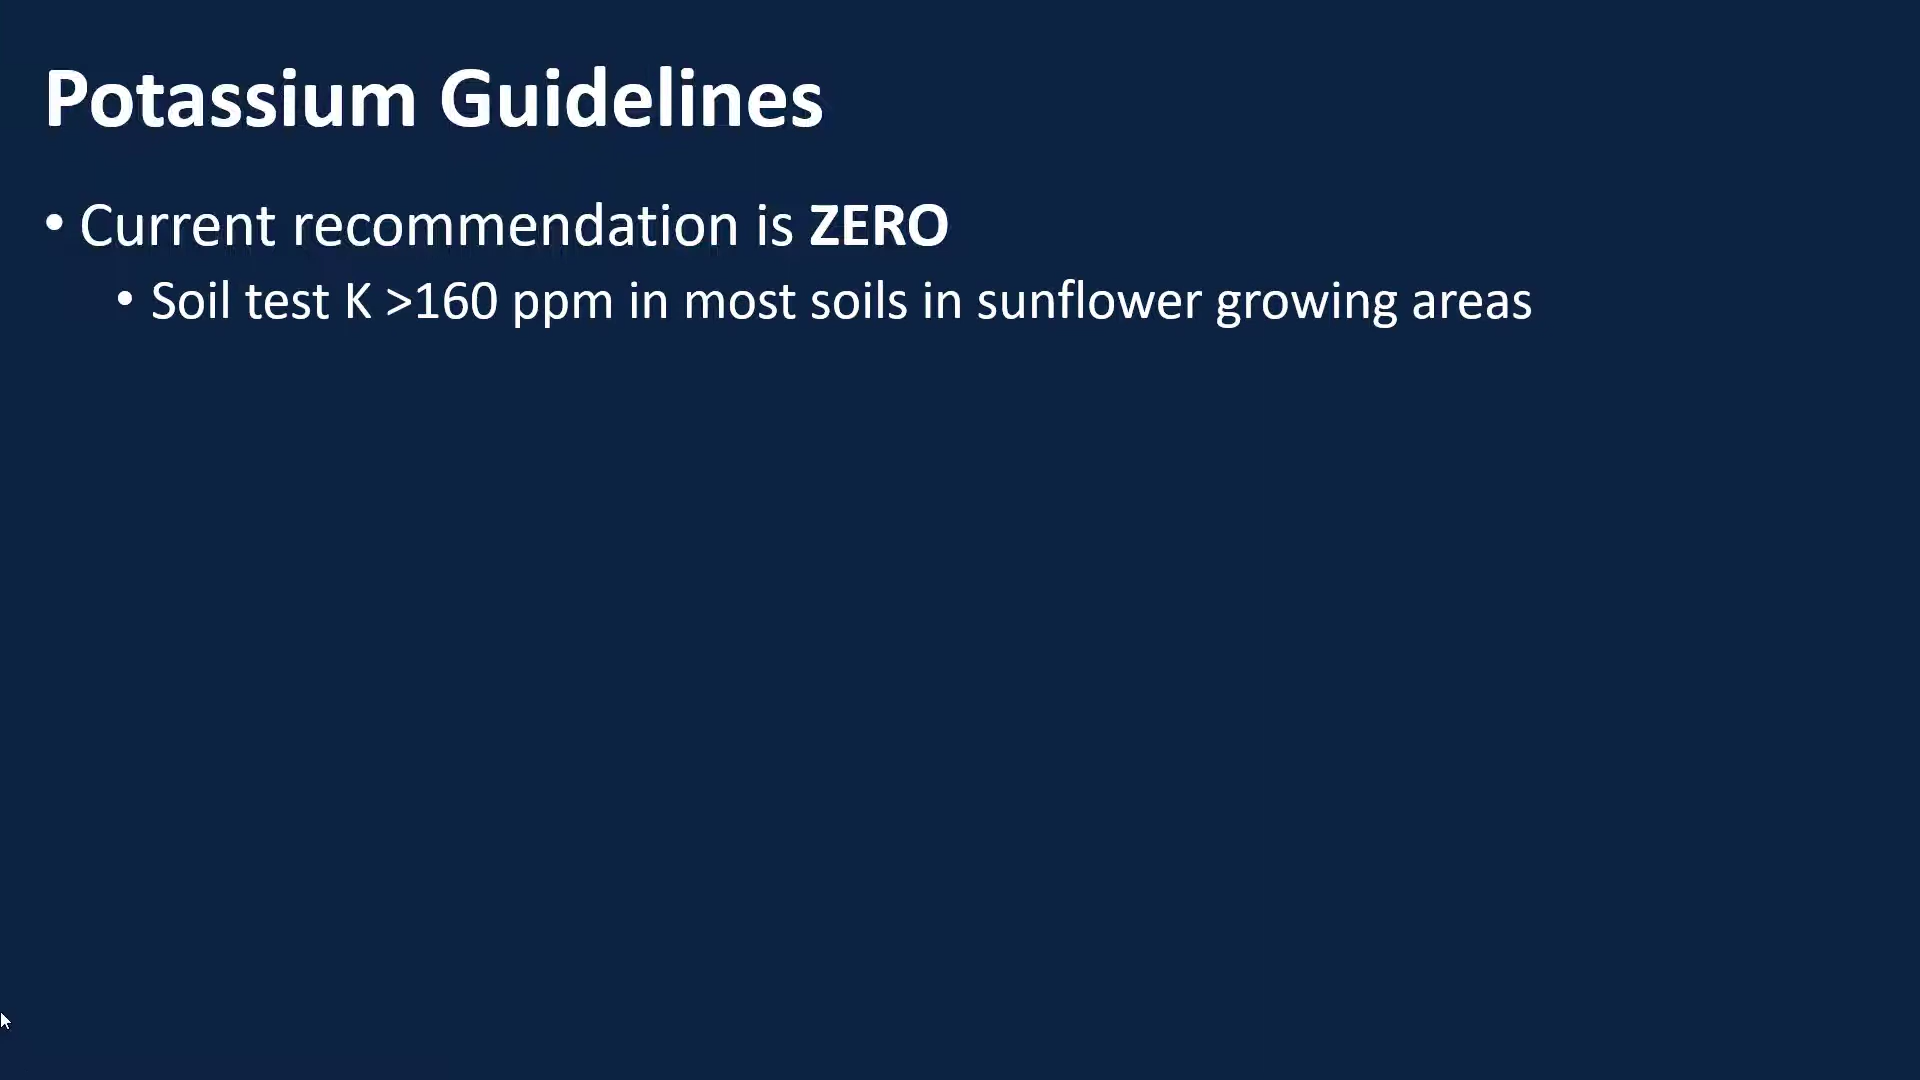 Potassium Guidelines
• Current recommendation is ZERO
• Soil test K >160 ppm in most soils in sunflower growing areas